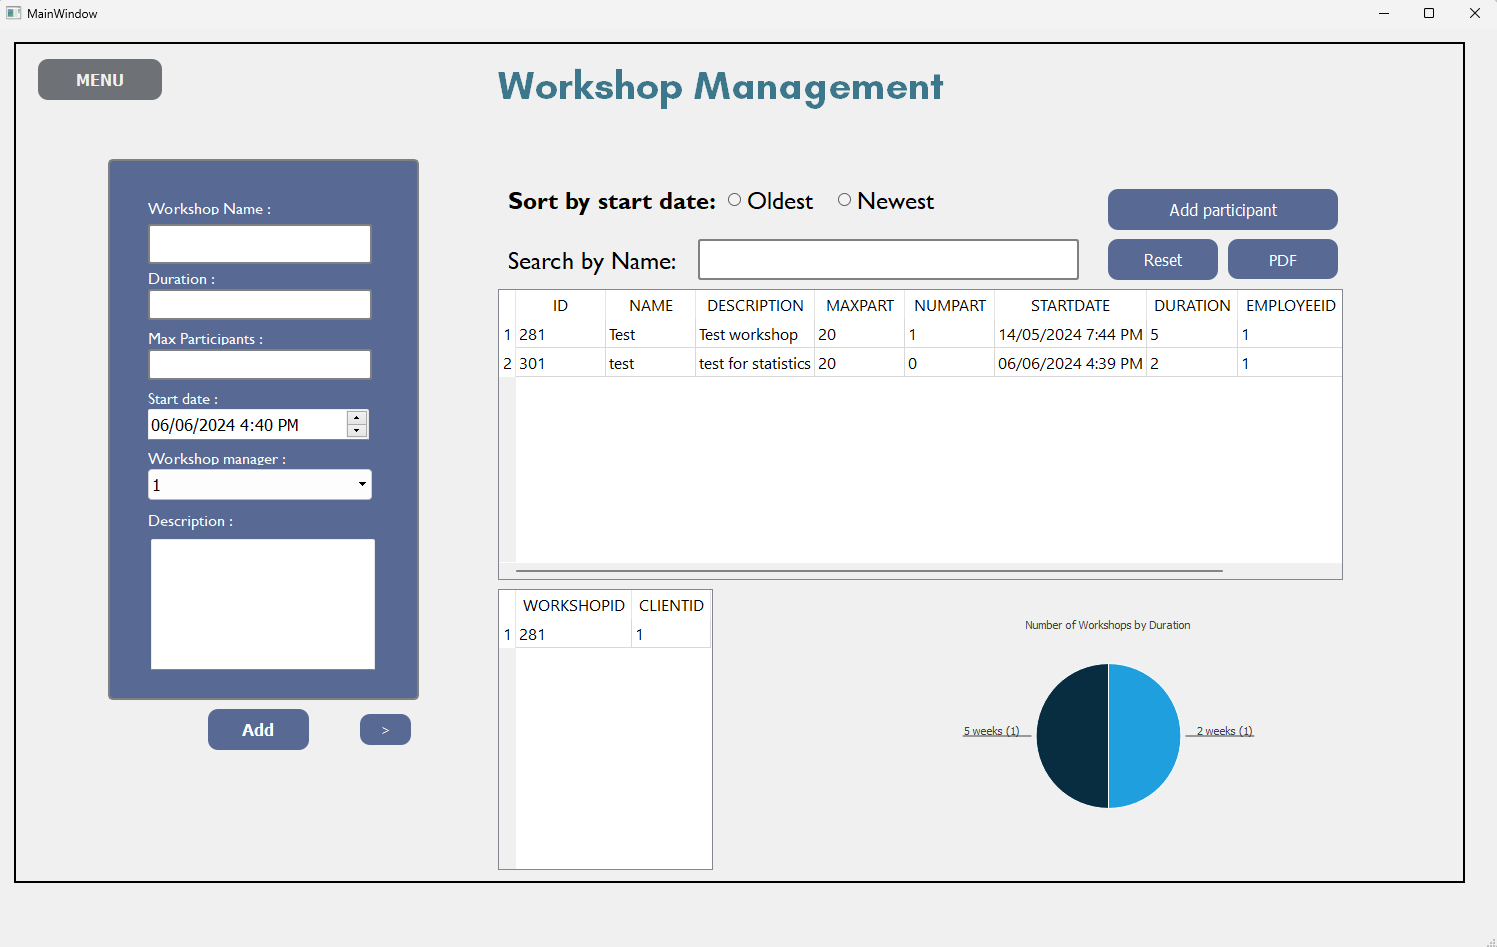 MainWindow
MENU
Workshop Management
Workshop Name :
Duration :
Max Participants :
Start date :
06/06/2024 4:40 PM
Workshop manager :
1
Description :
Add
>
Sort by start date: Oldest Newest
Add participant
Search by Name:
Reset PDF
ID NAME DESCRIPTION MAXPART NUMPART STARTDATE DURATION EMPLOYEEID
1 281 Test Test workshop 20 1 14/05/2024 7:44 PM 5 1
2 301 test test for statistics 20 0 06/06/2024 4:39 PM 2 1
WORKSHOPID CLIENTID
1 281 1
Number of Workshops by Duration
5 weeks (1) 2 weeks (1)